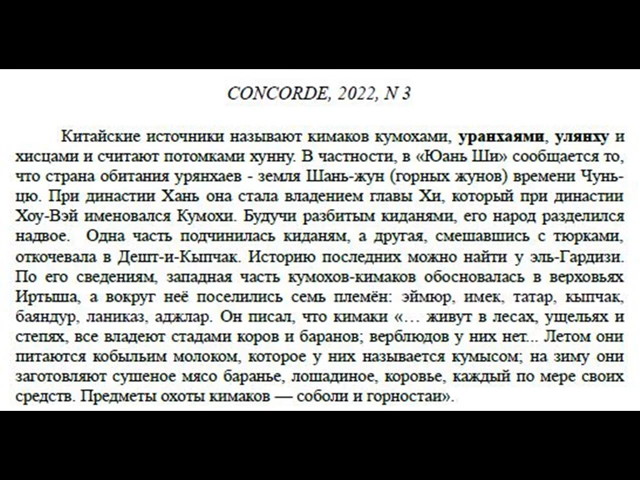 CONCORDE, 2022, N 3
Китайские источники называют кимаков кумохами, уранхаями, улянху и
хисцами и считают потомками хунну. В частности, в «Юань Ши» сообщается то,
что страна обитания урянхаев - земля Шань-жун (горных жунов) времени Чунь-
цю. При династии Хань она стала владением главы Хи, который при династии
Хоу-Вэй именовался Кумохи. Будучи разбитым киданями, его народ разделился
надвое. Одна часть подчинилась киданям, а другая, смешавшись с тюрками,
откочевала в Дешт-и-Кыпчак. Историю последних можно найти у эль-Гардизи.
По его сведениям, западная часть кумохов-кимаков обосновалась в верховьях
Иртыша, а вокруг неё поселились семь племён: эймюр, имек, татар, кыпчак,
баяндур, ланиказ, аджлар. Он писал, что кимаки «… живут в лесах, ущельях и
степях, все владеют стадами коров и баранов; верблюдов у них нет... Летом они
питаются кобыльим молоком, которое у них называется кумысом; на зиму они
заготовляют сушеное мясо баранье, лошадиное, коровье, каждый по мере своих
средств. Предметы охоты кимаков — соболи и горностаи».